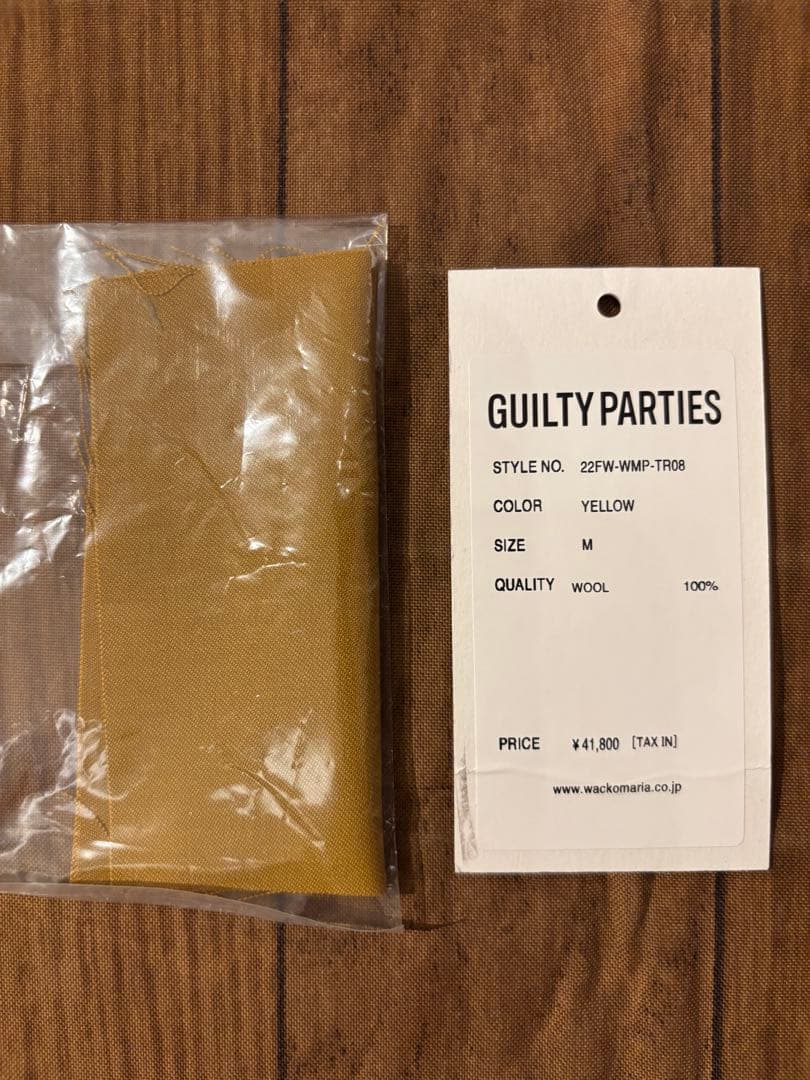 GUILTY PARTIES
STYLE NO. 22FW-WMP-TR08
COLOR YELLOW
SIZE M
QUALITY WOOL 100%
PRICE ¥41,800 [TAX IN]
www.wackomaria.co.jp